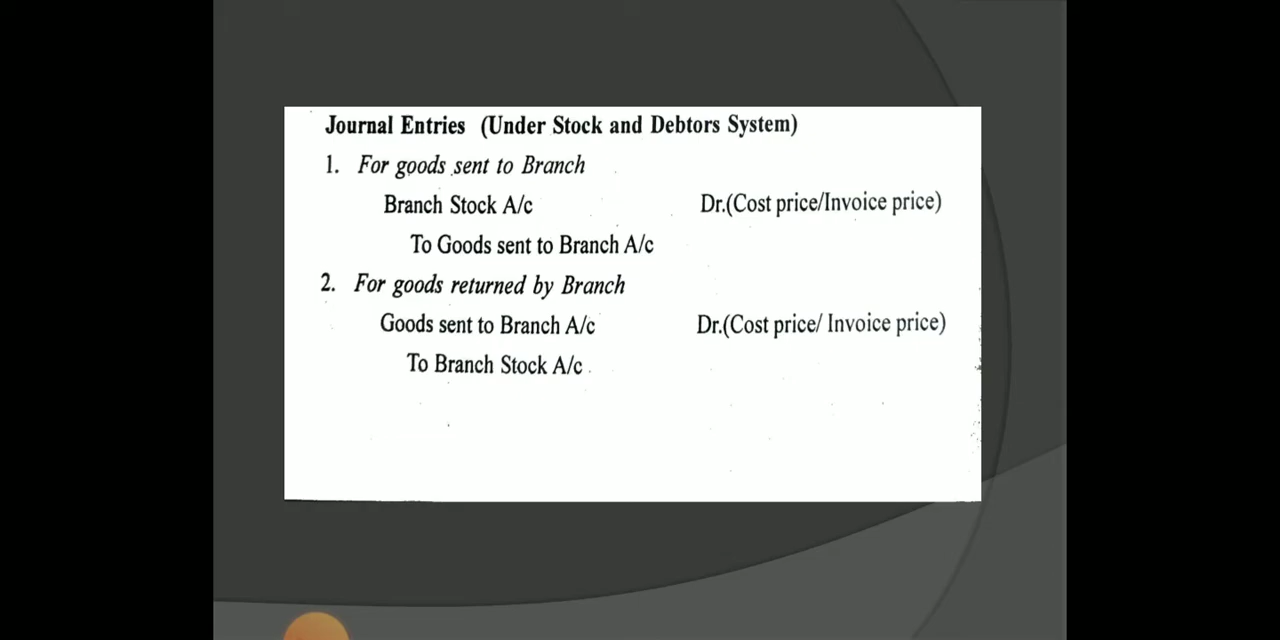 Journal Entries (Under Stock and Debtors System)
1. For goods sent to Branch
Branch Stock A/c Dr.(Cost price/Invoice price)
To Goods sent to Branch A/c
2. For goods returned by Branch
Goods sent to Branch A/c Dr.(Cost price/ Invoice price)
To Branch Stock A/c